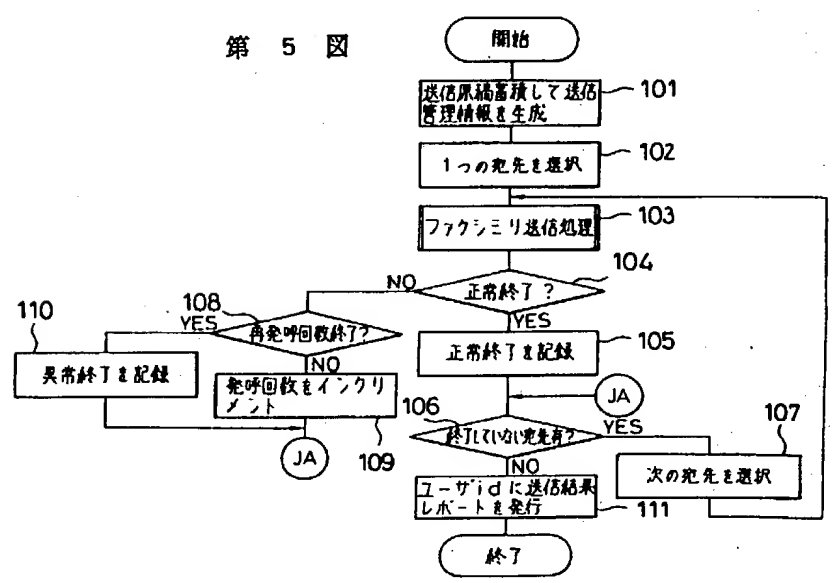 第 5 図
開始
送信原稿蓄積して送信
管理情報を生成
101
1つの宛先を選択
102
ファクシミリ送信処理
103
正常終了?
104
NO
YES
正常終了を記録
105
再発呼回数終了?
108
YES
NO
異常終了を記録
110
発呼回数をインクリ
メント
109
JA
JA
終了していない宛先有?
106
YES
NO
次の宛先を選択
107
ユーザidに送信結果
レポートを発行
111
終了